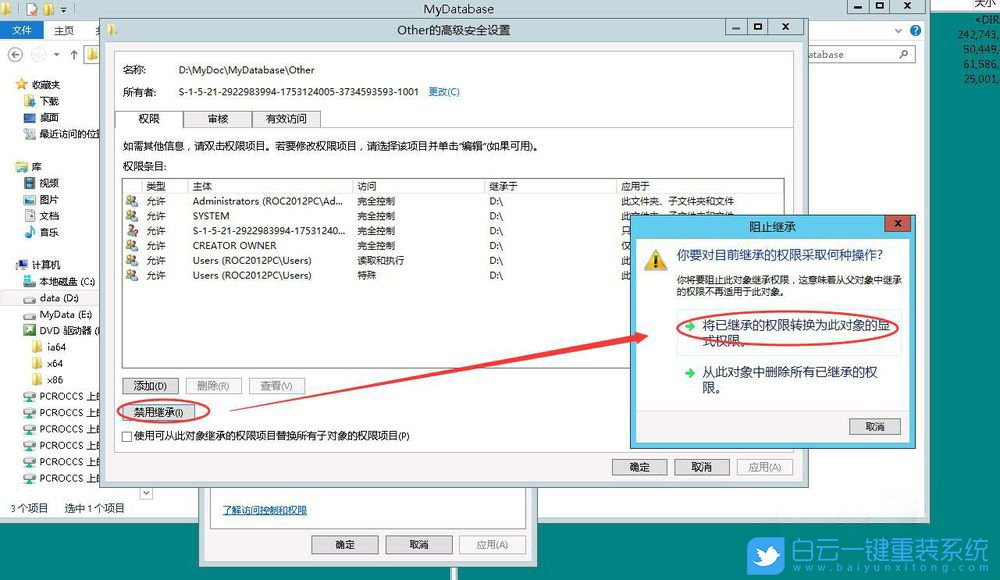 MyDatabase
大小
文件
主页
<DIR
242,743,
50,449,
61,586,
25,001,
Other的高级安全设置
名称:
D:\MyDoc\MyDatabase\Other
所有者:
S-1-5-21-2922983994-1753124005-3734593593-1001
更改(C)
权限
审核
有效访问
如需其他信息，请双击权限项目。若要修改权限项目，请选择该项目并单击"编辑"(如果可用)。
权限条目:
类型 主体 访问 继承于 应用于
允许 Administrators (ROC2012PC\Ad... 完全控制 D:\ 此文件夹、子文件夹和文件
允许 SYSTEM 完全控制 D:\ 此文件夹、子文件夹和文件
允许 S-1-5-21-2922983994-17531240... 完全控制 D:\ 只
允许 CREATOR OWNER 完全控制 D:\ 仅
允许 Users (ROC2012PC\Users) 读取和执行 D:\ 此
允许 Users (ROC2012PC\Users) 特殊 D:\ 此
添加(D)
删除(R)
查看(V)
禁用继承(I)
使用可从此对象继承的权限项目替换所有子对象的权限项目(P)
确定
取消
应用(A)
阻止继承
你要对目前继承的权限采取何种操作?
你将要阻止此对象继承权限，这意味着从父对象中继承
的权限不再适用于此对象。
将已继承的权限转换为此对象的显
式权限。
从此对象中删除所有已继承的权
限。
取消
收藏夹
下载
桌面
最近访问的位
库
视频
图片
文档
音乐
计算机
本地磁盘 (C:)
data (D:)
MyData (E:)
DVD 驱动器 (
ia64
x64
x86
PCROCCS 上的
PCROCCS 上的
PCROCCS 上的
PCROCCS 上的
PCROCCS 上的
PCROCCS 上的
3 个项目
选中 1 个项目
tabase
了解访问控制和权限
确定
取消
应用(A)
白云一键重装系统
www.baiyunxitong.com